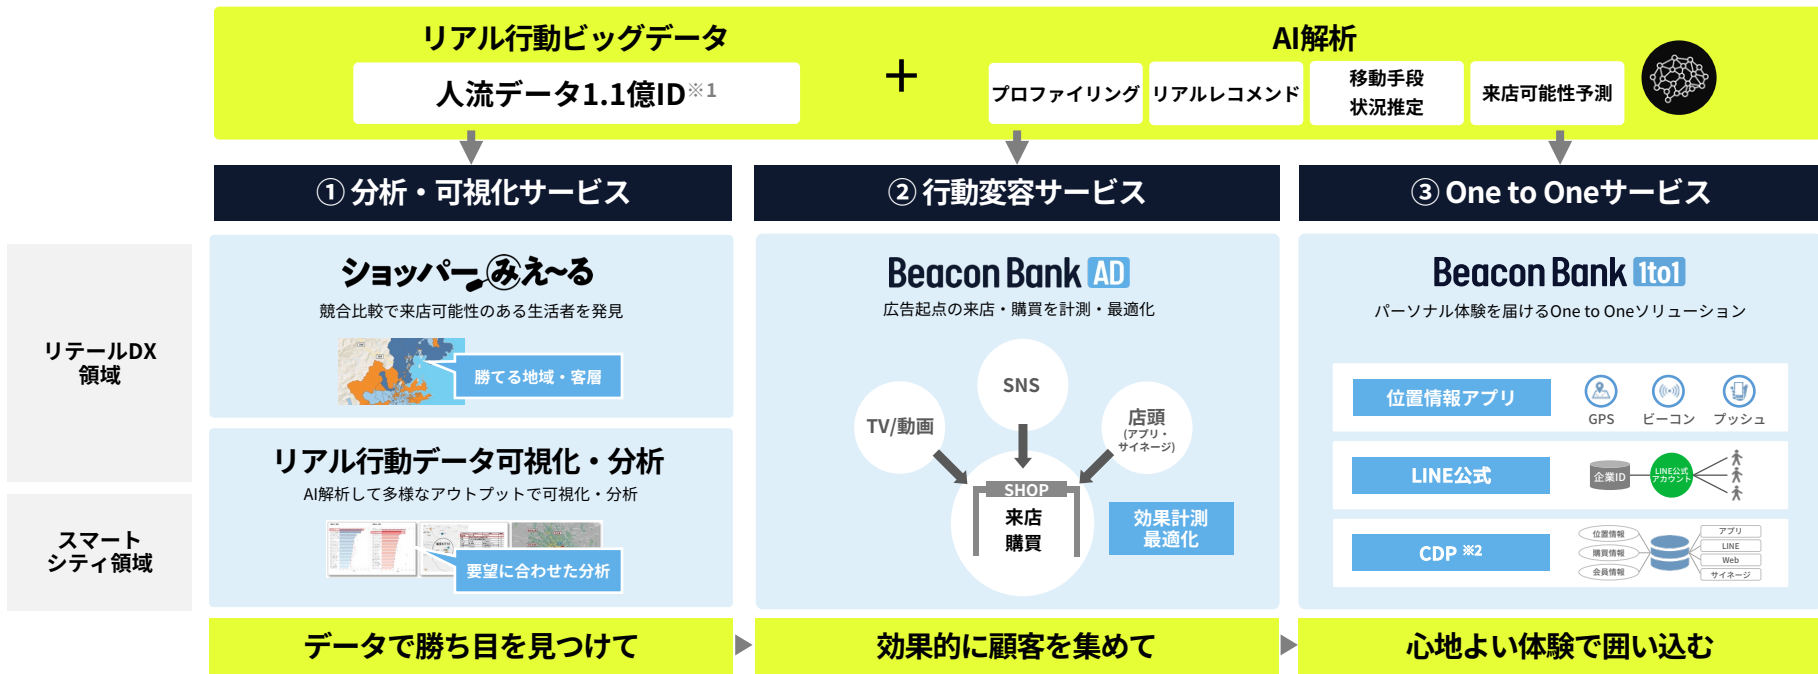 リアル行動ビッグデータ
人流データ1.1億ID※1
+
AI解析
プロファイリング
リアルレコメンド
移動手段
状況推定
来店可能性予測
① 分析・可視化サービス
② 行動変容サービス
③ One to Oneサービス
リテールDX
領域
スマート
シティ領域
ショッパーみえ〜る
競合比較で来店可能性のある生活者を発見
勝てる地域・客層
リアル行動データ可視化・分析
AI解析して多様なアウトプットで可視化・分析
要望に合わせた分析
Beacon Bank AD
広告起点の来店・購買を計測・最適化
SNS
TV/動画
店頭
(アプリ・
サイネージ)
SHOP
来店
購買
効果計測
最適化
Beacon Bank 1to1
パーソナル体験を届けるOne to Oneソリューション
位置情報アプリ
GPS
ビーコン
プッシュ
LINE公式
企業ID
LINE公式
アカウント
CDP ※2
位置情報
購買情報
会員情報
アプリ
LINE
Web
サイネージ
データで勝ち目を見つけて
効果的に顧客を集めて
心地よい体験で囲い込む